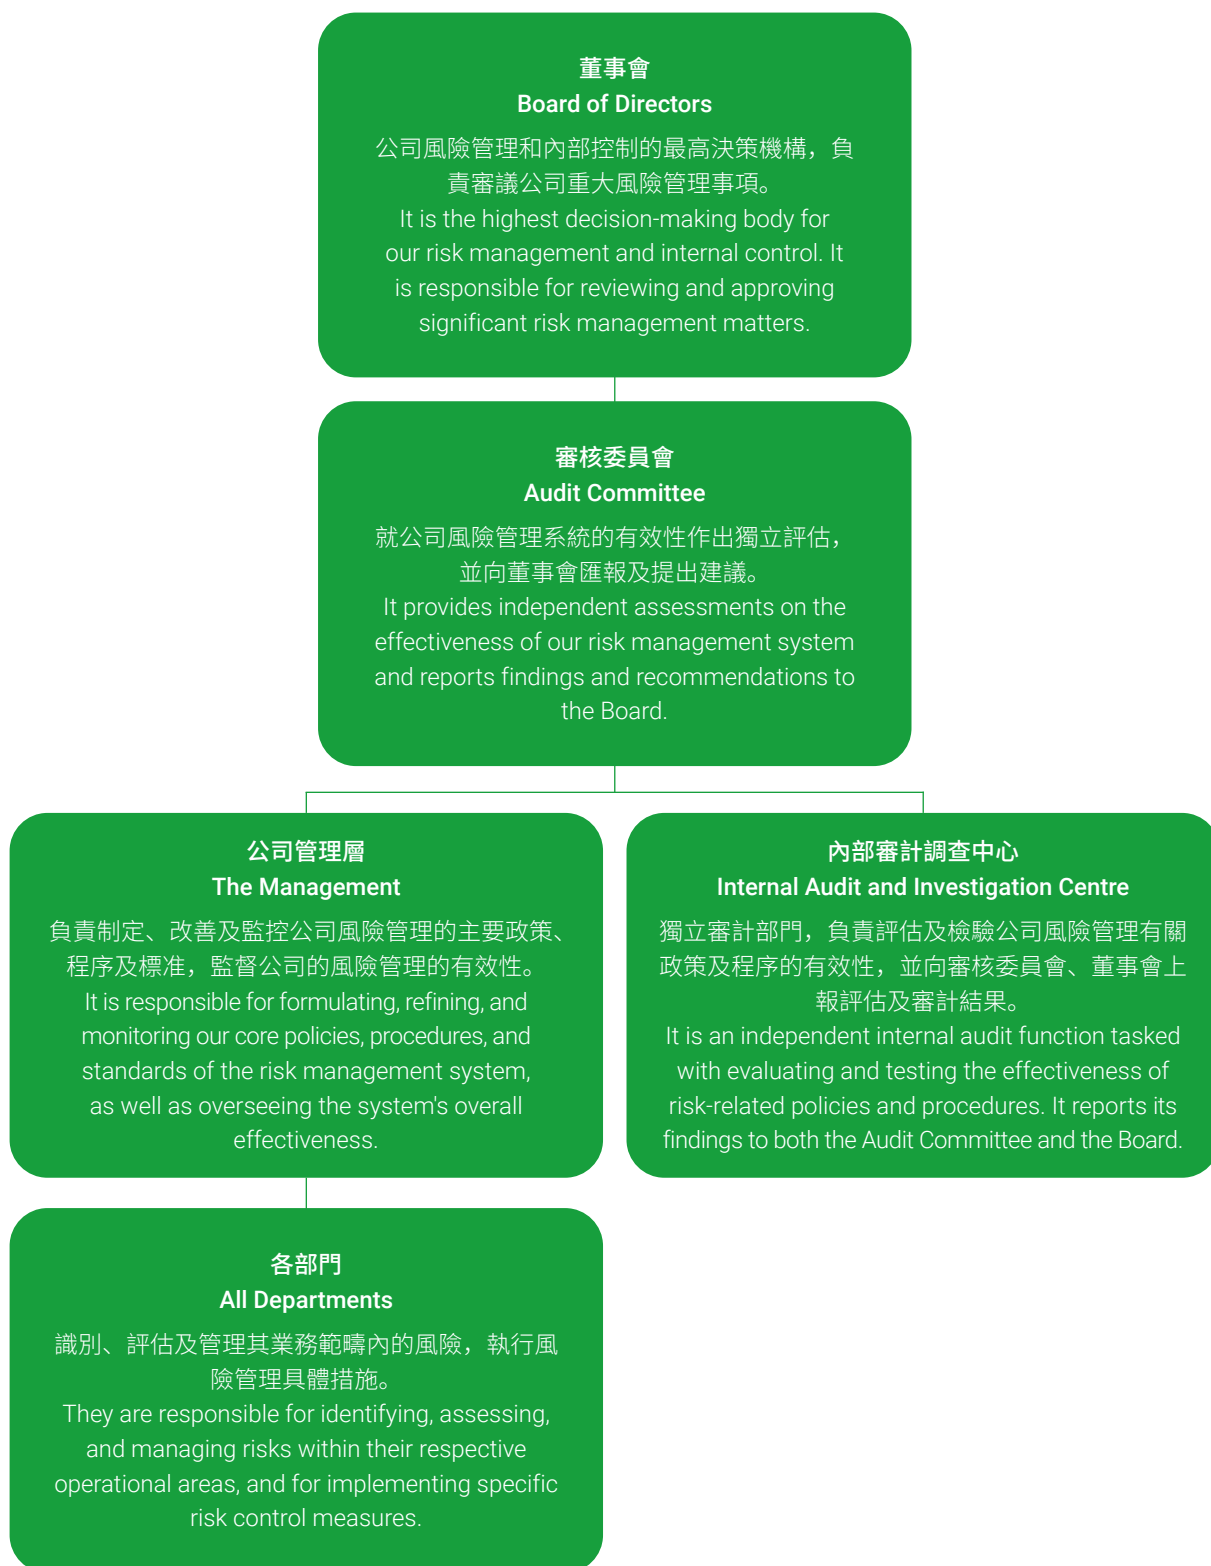 董事會
Board of Directors
公司風險管理和內部控制的最高決策機構，負
責審議公司重大風險管理事項。
It is the highest decision-making body for
our risk management and internal control. It
is responsible for reviewing and approving
significant risk management matters.
審核委員會
Audit Committee
就公司風險管理系統的有效性作出獨立評估，
並向董事會匯報及提出建議。
It provides independent assessments on the
effectiveness of our risk management system
and reports findings and recommendations to
the Board.
公司管理層
The Management
負責制定、改善及監控公司風險管理的主要政策、
程序及標准，監督公司的風險管理的有效性。
It is responsible for formulating, refining, and
monitoring our core policies, procedures, and
standards of the risk management system,
as well as overseeing the system's overall
effectiveness.
內部審計調查中心
Internal Audit and Investigation Centre
獨立審計部門，負責評估及檢驗公司風險管理有關
政策及程序的有效性，並向審核委員會、董事會上
報評估及審計結果。
It is an independent internal audit function tasked
with evaluating and testing the effectiveness of
risk-related policies and procedures. It reports its
findings to both the Audit Committee and the Board.
各部門
All Departments
識別、評估及管理其業務範疇內的風險，執行風
險管理具體措施。
They are responsible for identifying, assessing,
and managing risks within their respective
operational areas, and for implementing specific
risk control measures.